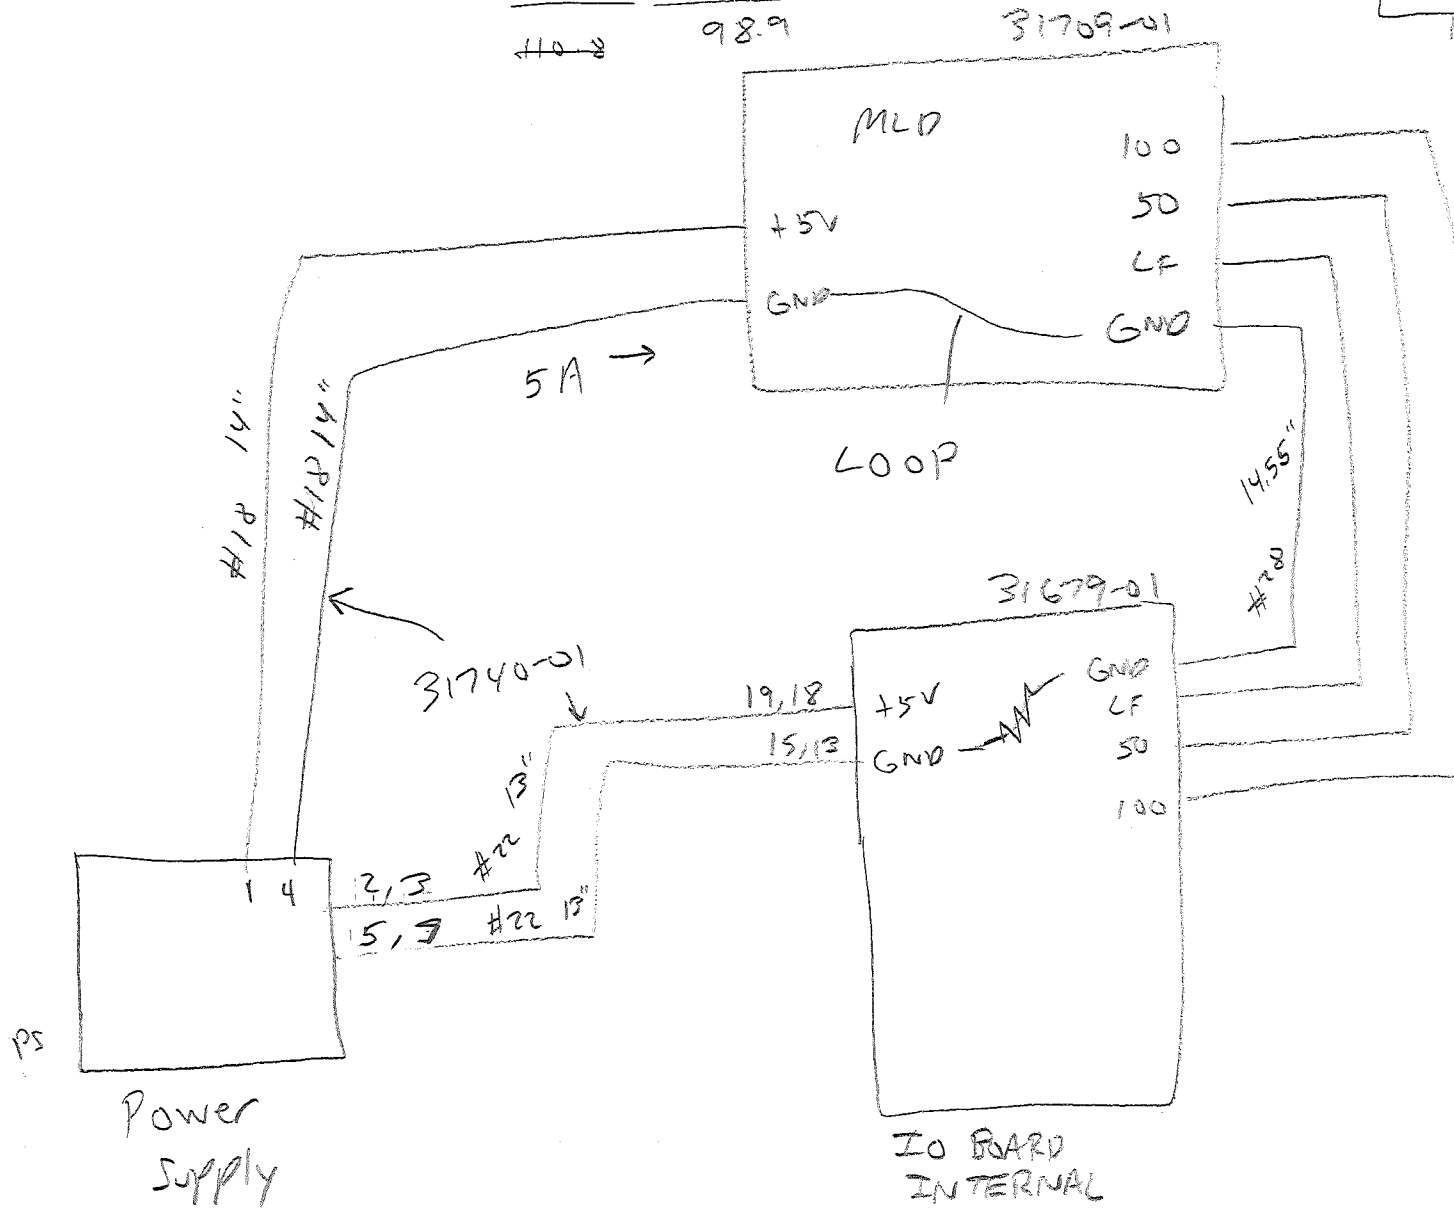 98.9
110.8
31709-01
MLD
100
50
LF
GND
+5V
GND
5A
LOOP
#18 14"
#18 14"
14.55"
#28
31740-01
31679-01
19,18
15,13
+5V
GND
GND
LF
50
100
13"
#22
2,3
#22
13"
1 4
PS
Power
Supply
IO BOARD
INTERNAL